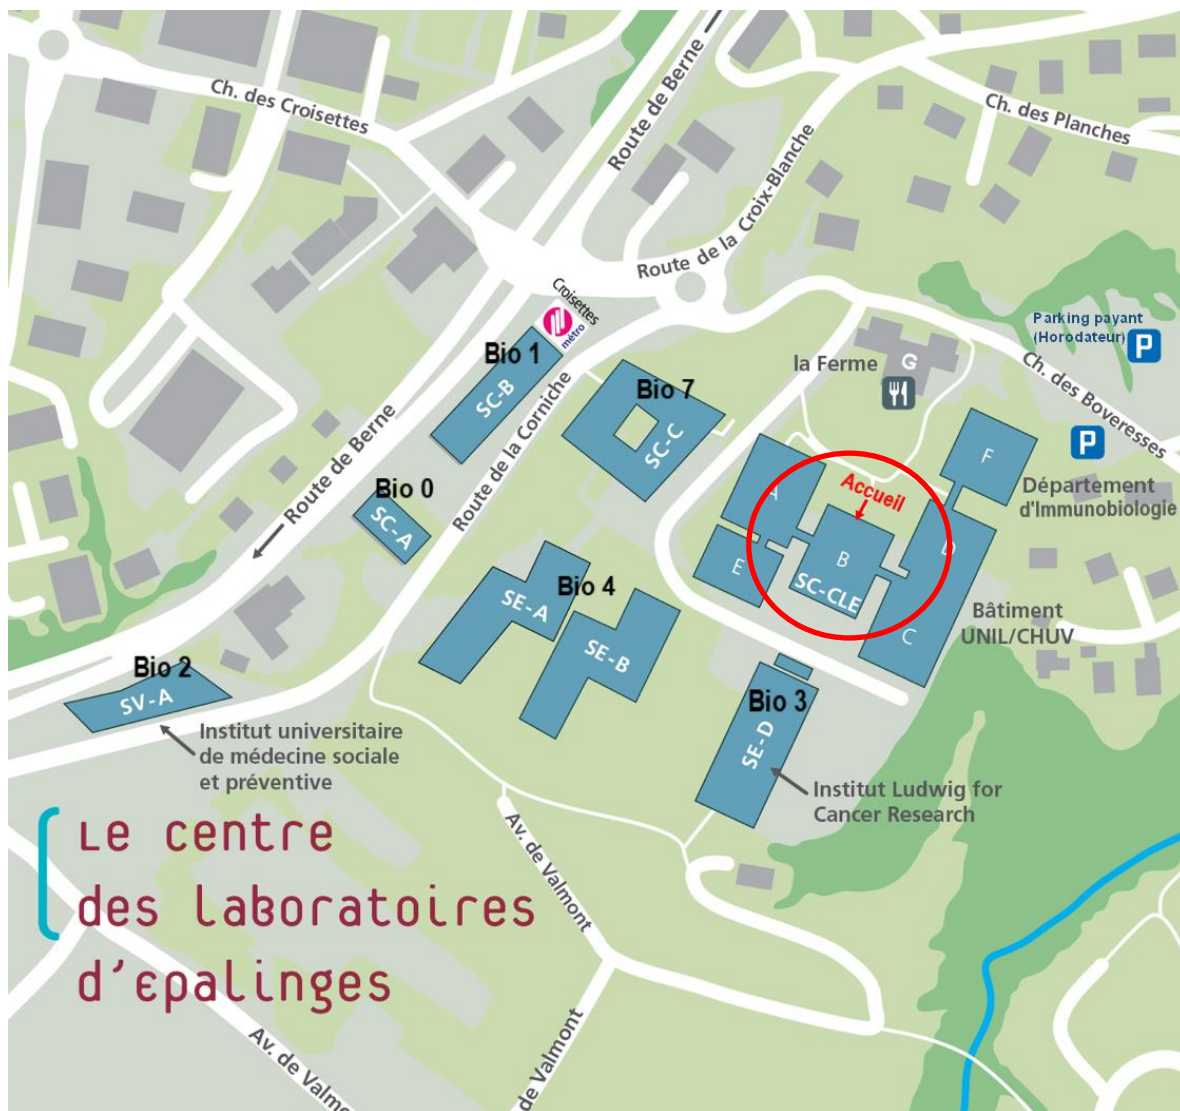 Ch. des Croisettes
Route de Berne
Ch. des Planches
Route de la Croix-Blanche
Croisettes
métro
Parking payant
(Horodateur)
P
Bio 1
SC-B
la Ferme
G
Ch. des Boveresses
Bio 7
SC-C
Route de Berne
Route de la Corniche
P
F
Département
d'Immunobiologie
Bio 0
SC-A
A
Accueil
D
E
B
SC-CLE
Bio 4
SE-A
SE-B
C
Bâtiment
UNIL/CHUV
Bio 2
SV-A
Institut universitaire
de médecine sociale
et préventive
Bio 3
SE-D
Institut Ludwig for
Cancer Research
Le centre
des laboratoires
d'epalinges
Av. de Valmont
Av. de Valmo
de Valmont